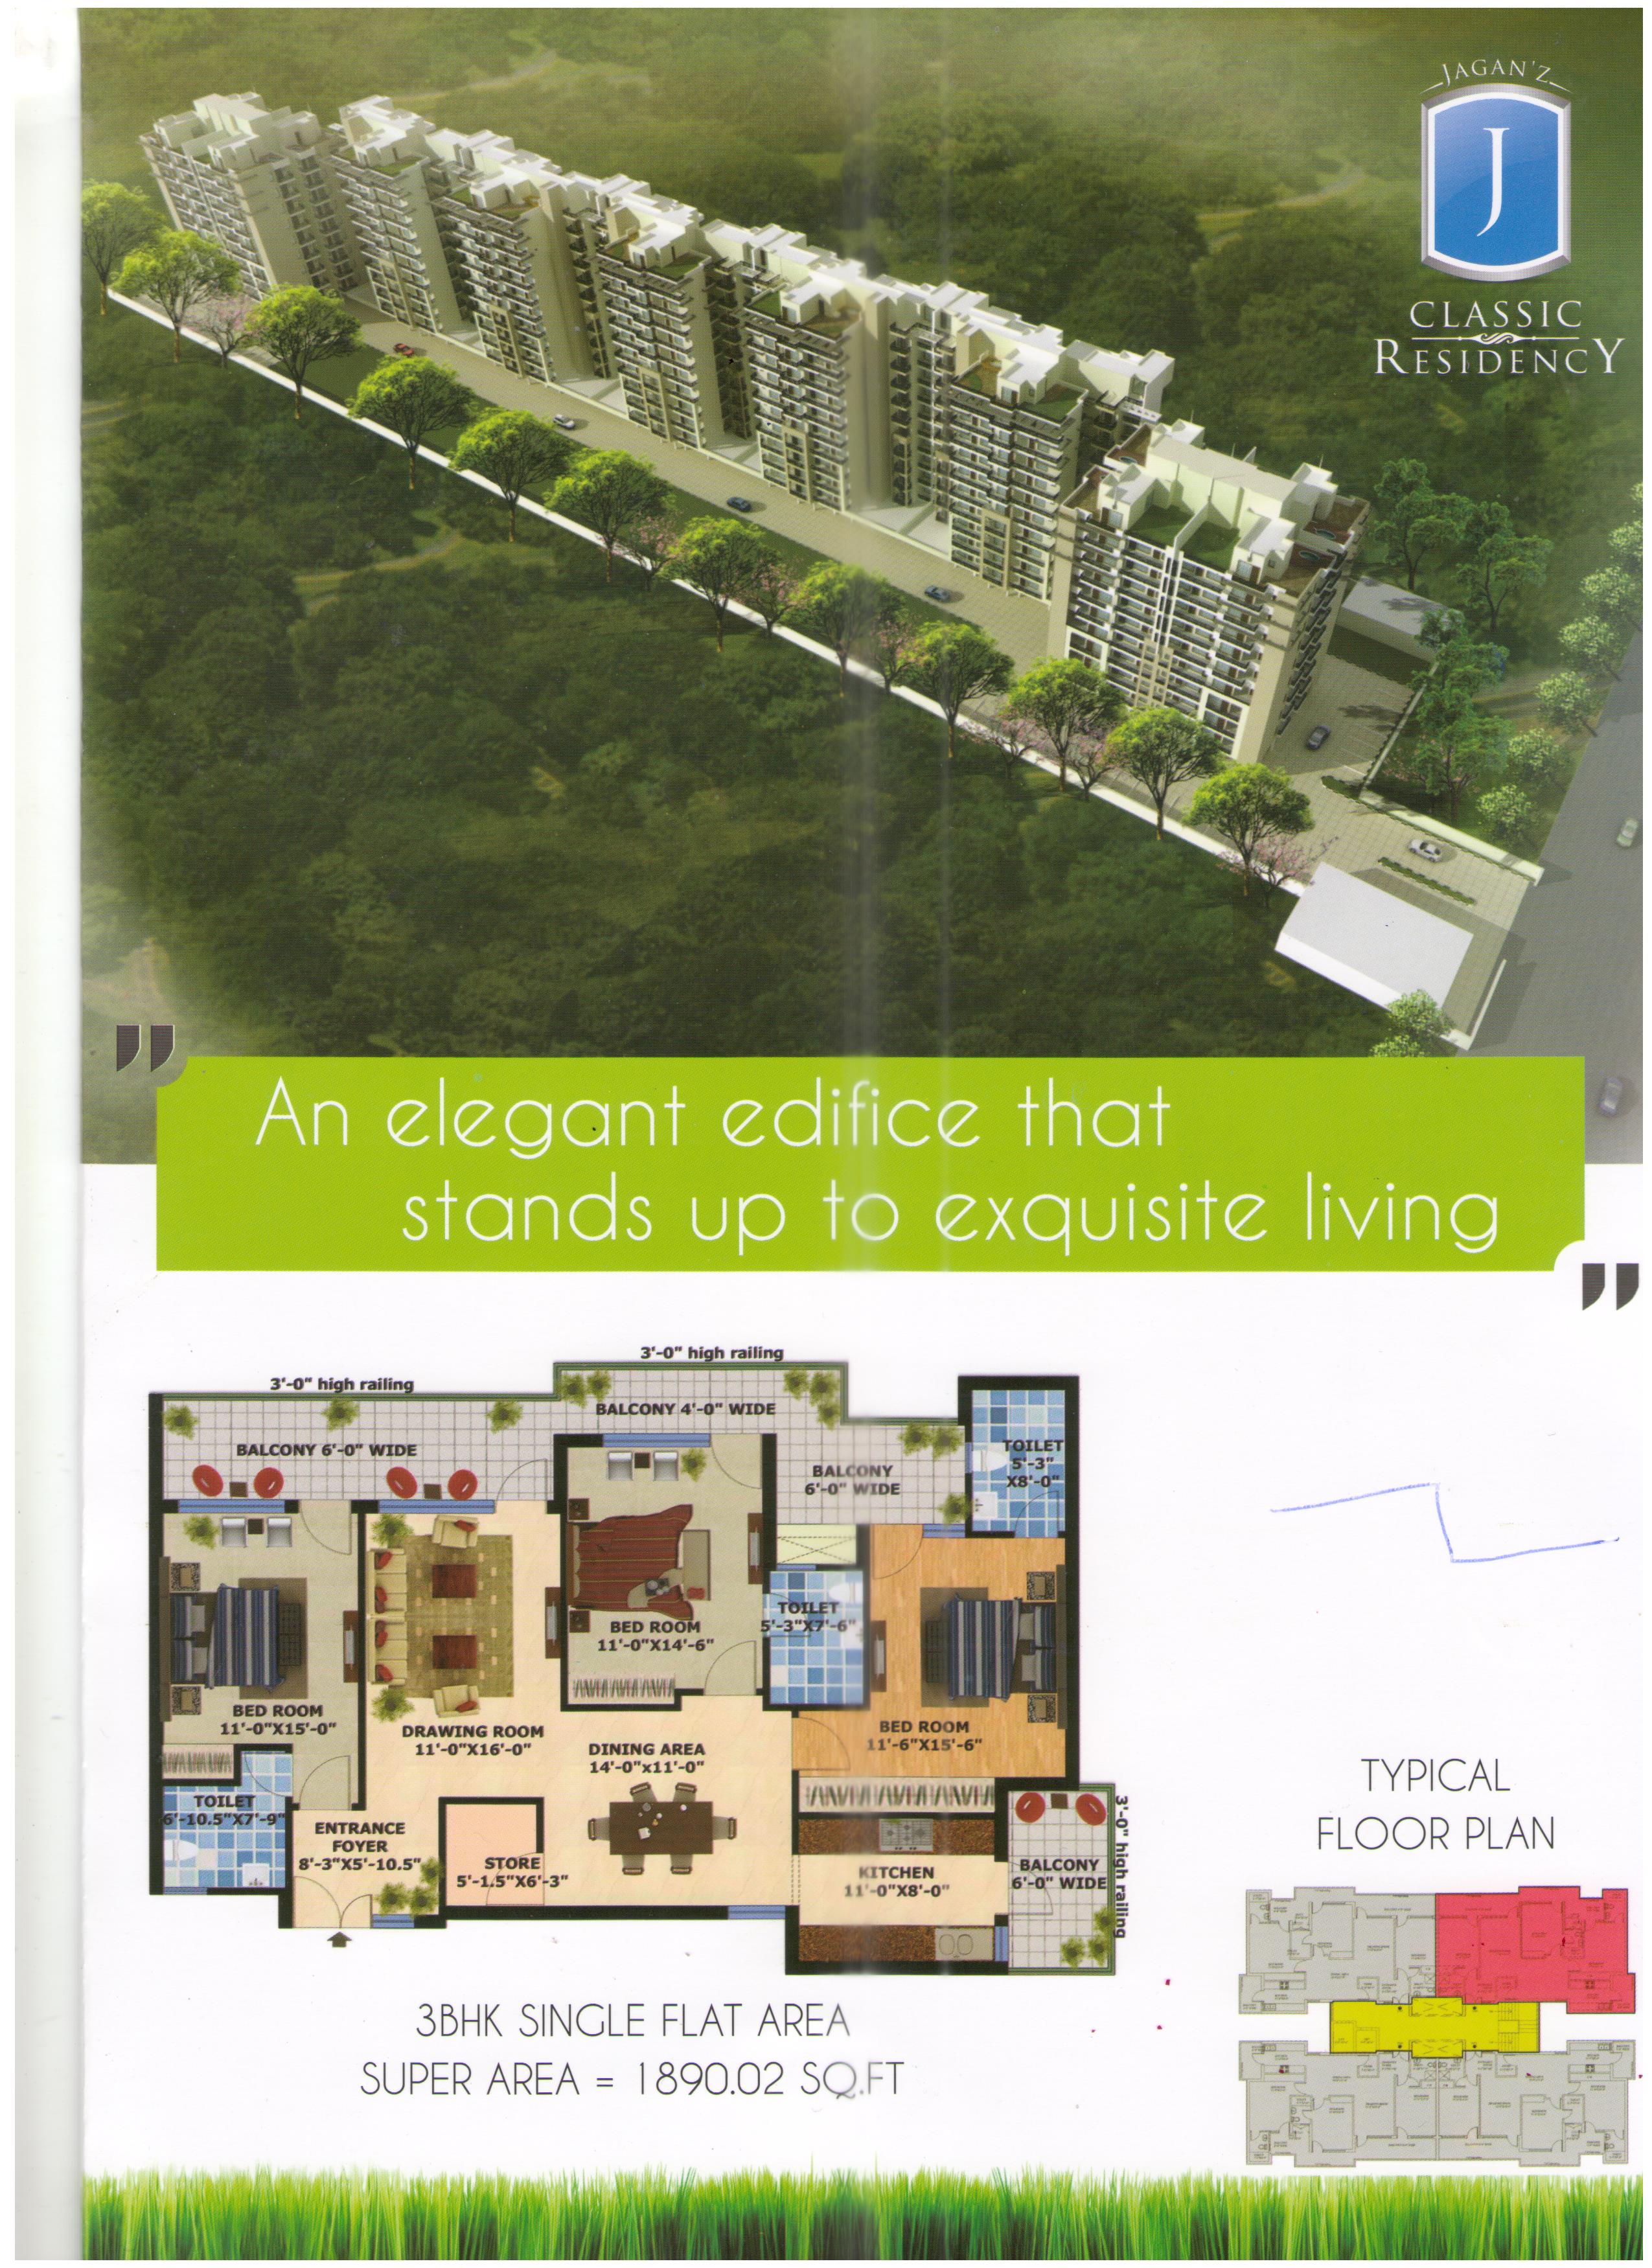 JAGAN'Z
J
CLASSIC
RESIDENCY
An elegant edifice that
stands up to exquisite living
3'-0" high railing
3'-0" high railing
BALCONY 4'-0" WIDE
BALCONY 6'-0" WIDE
BALCONY
6'-0" WIDE
TOILET
5'-3"
X8'-0"
BED ROOM
11'-0"X14'-6"
TOILET
5'-3"X7'-6"
BED ROOM
11'-0"X15'-0"
DRAWING ROOM
11'-0"X16'-0"
DINING AREA
14'-0"x11'-0"
BED ROOM
11'-6"X15'-6"
TOILET
6'-10.5"X7'-9"
ENTRANCE
FOYER
8'-3"X5'-10.5"
STORE
5'-1.5"X6'-3"
KITCHEN
11'-0"X8'-0"
BALCONY
6'-0" WIDE
3'-0" high railing
TYPICAL
FLOOR PLAN
3BHK SINGLE FLAT AREA
SUPER AREA = 1890.02 SQ.FT